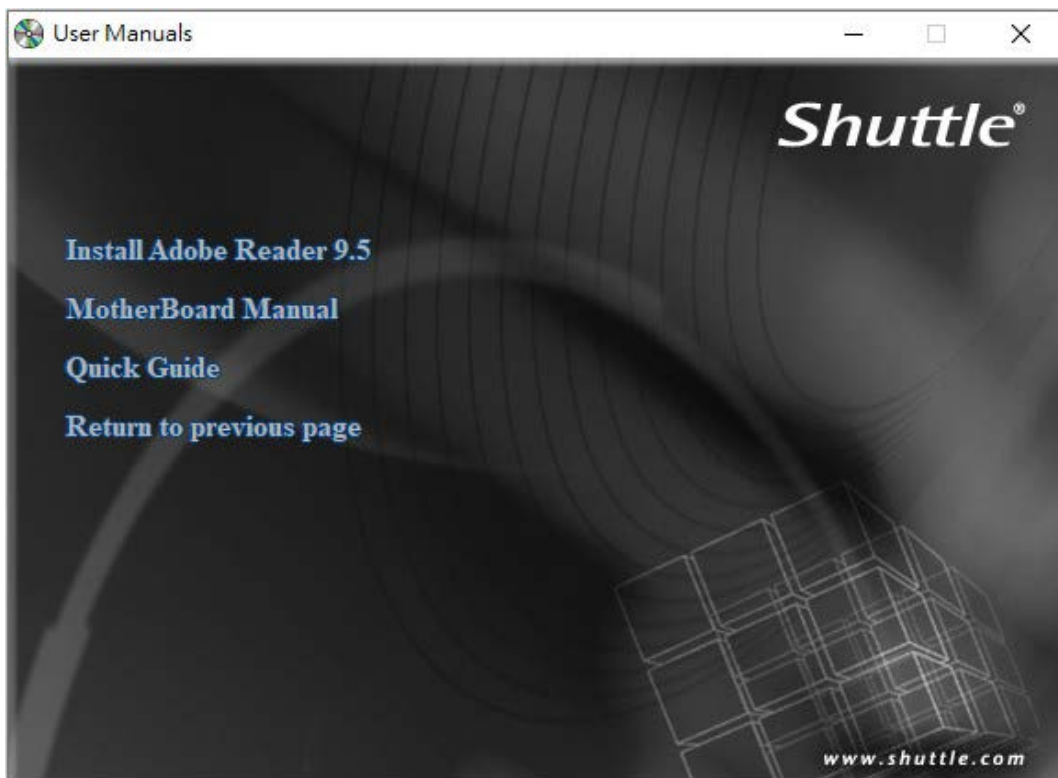 User Manuals
Shuttle®
Install Adobe Reader 9.5
MotherBoard Manual
Quick Guide
Return to previous page
www.shuttle.com